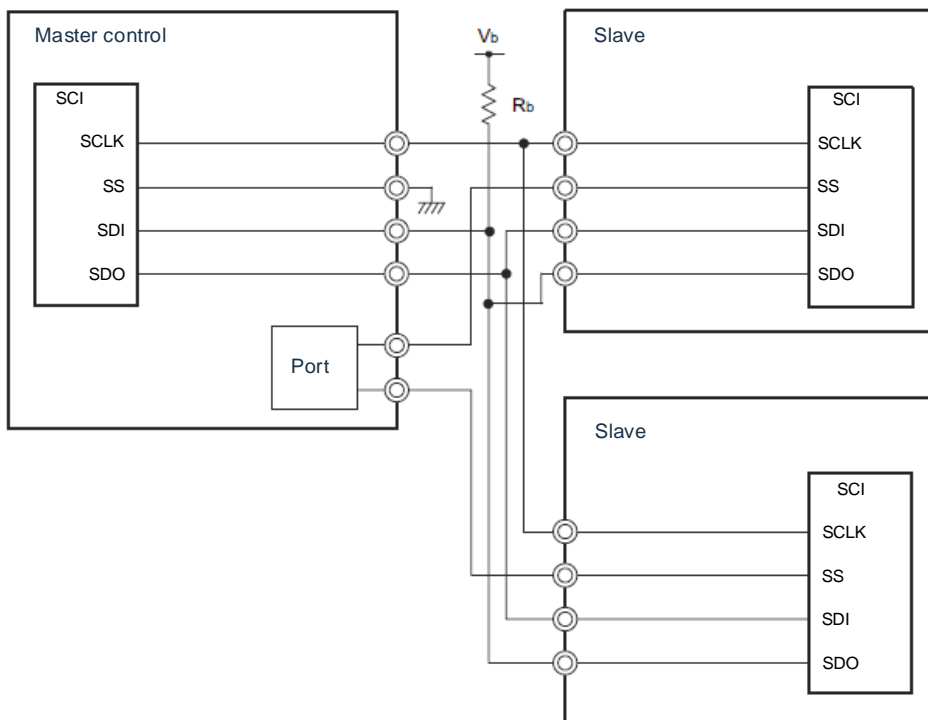 Master control
SCI
SCLK
SS
SDI
SDO
Port
Vb
Rb
Slave
SCI
SCLK
SS
SDI
SDO
Slave
SCI
SCLK
SS
SDI
SDO